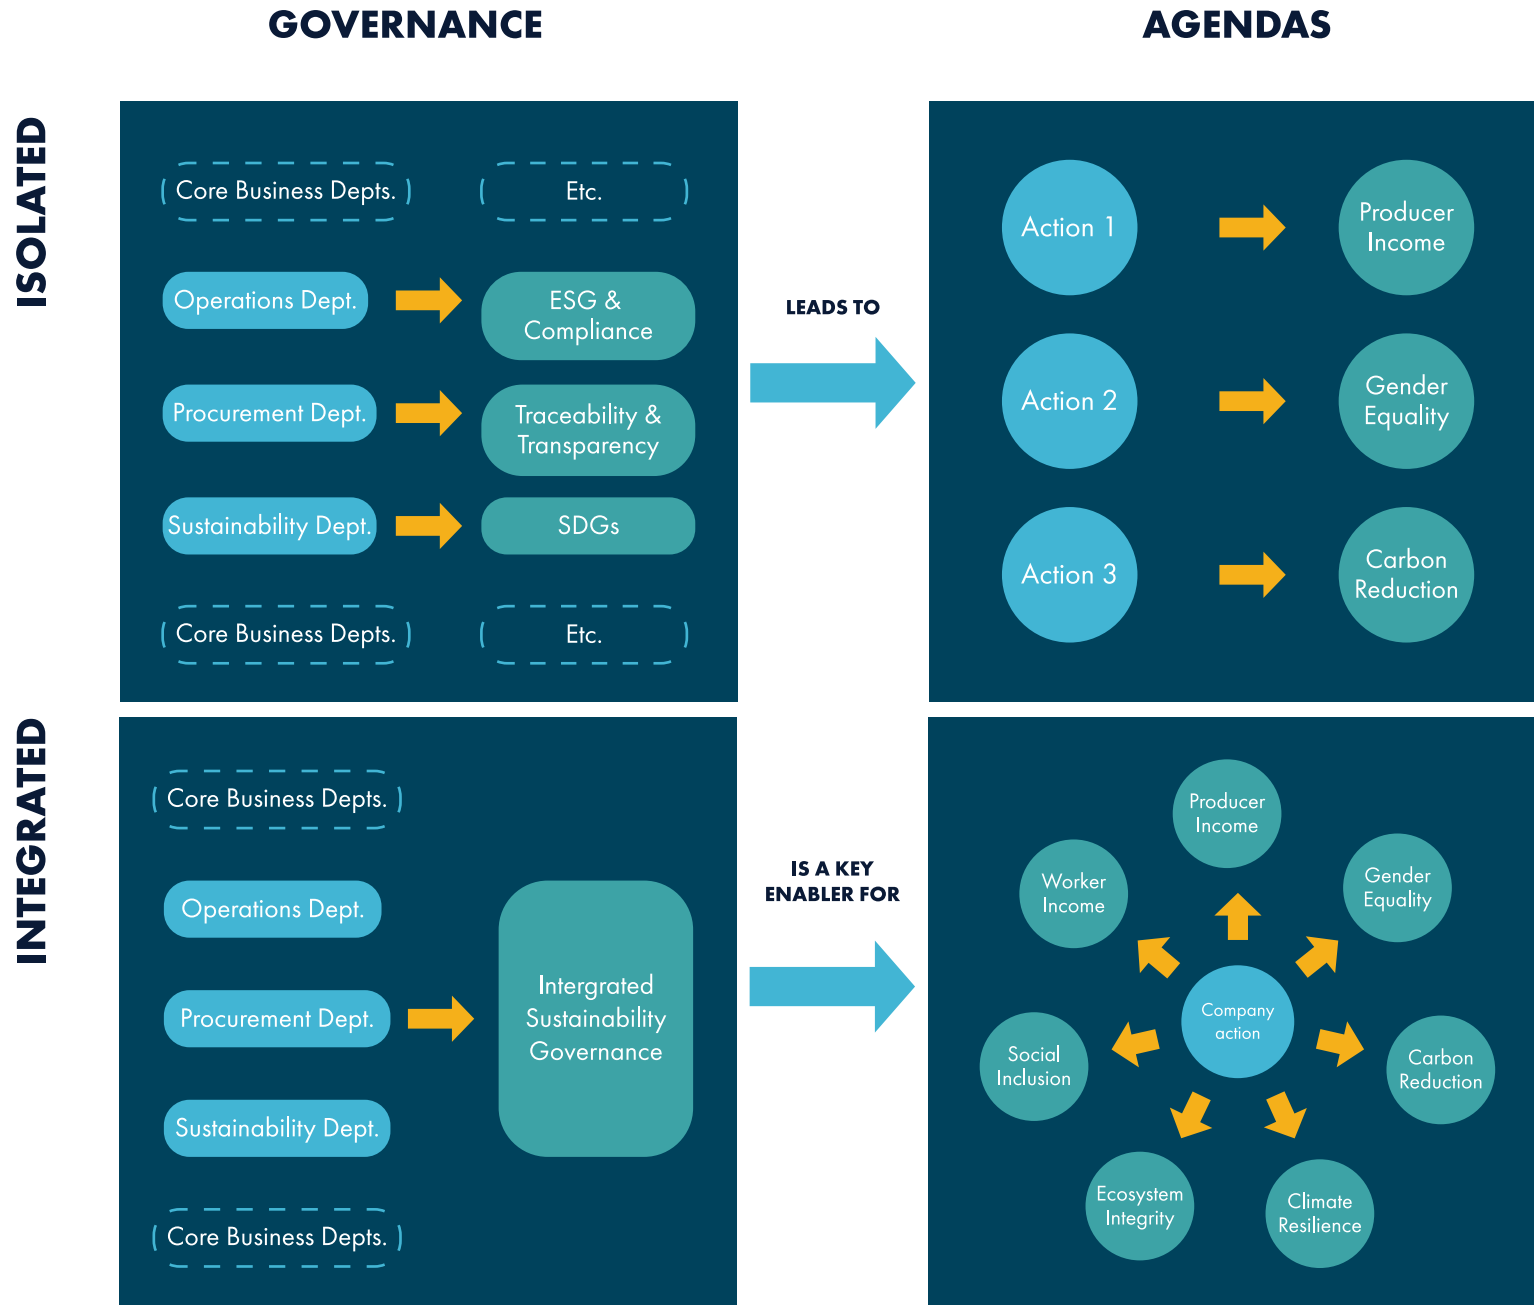 GOVERNANCE
AGENDAS
ISOLATED
Core Business Depts.
Etc.
Operations Dept.
ESG &
Compliance
Procurement Dept.
Traceability &
Transparency
Sustainability Dept.
SDGs
Core Business Depts.
Etc.
LEADS TO
Action 1
Producer
Income
Action 2
Gender
Equality
Action 3
Carbon
Reduction
INTEGRATED
Core Business Depts.
Operations Dept.
Procurement Dept.
Sustainability Dept.
Core Business Depts.
Intergrated
Sustainability
Governance
IS A KEY
ENABLER FOR
Producer
Income
Worker
Income
Gender
Equality
Company
action
Social
Inclusion
Carbon
Reduction
Ecosystem
Integrity
Climate
Resilience